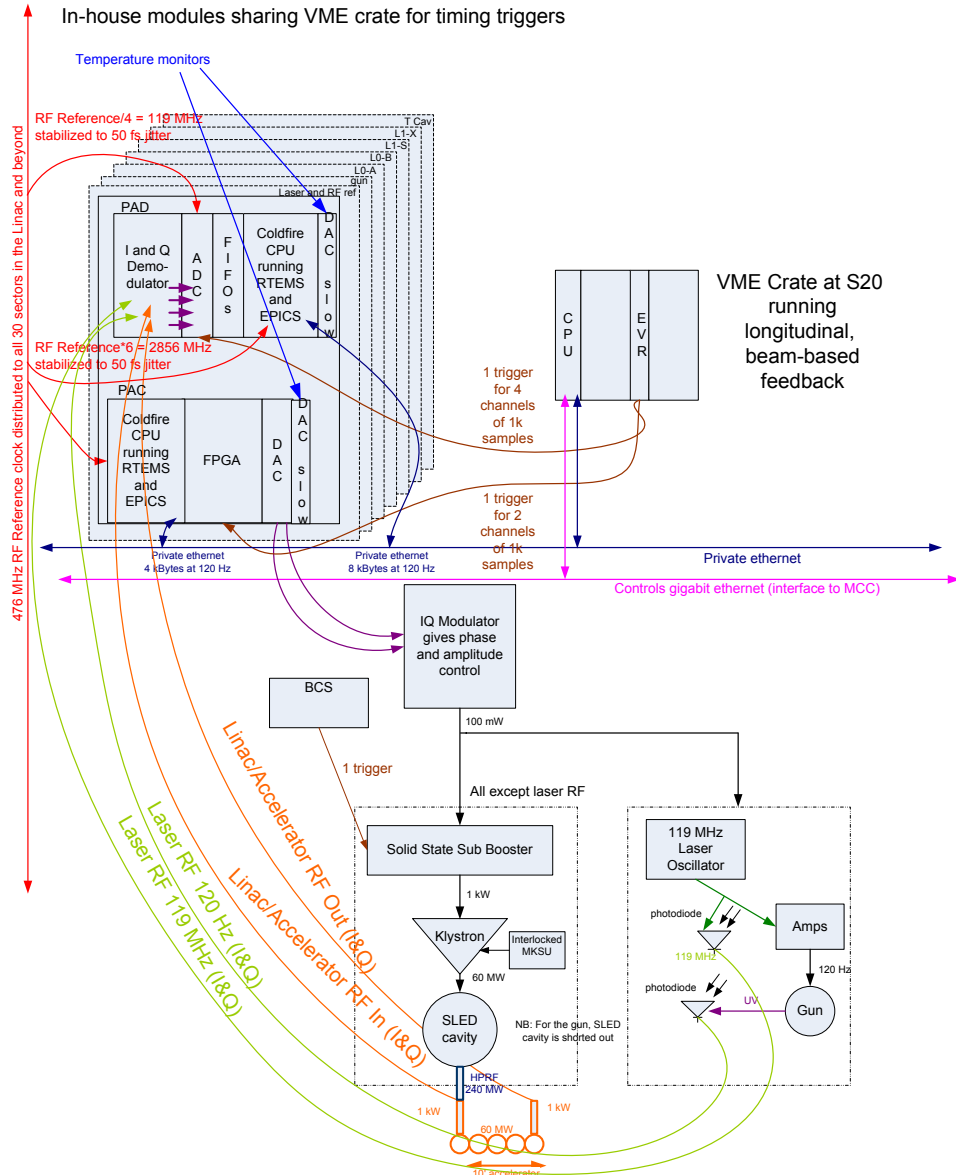 In-house modules sharing VME crate for timing triggers
Temperature monitors
RF Reference/4 = 119 MHz
stabilized to 50 fs jitter
T Cav
L1-X
L1-S
L0-B
L0-A
gun
Laser and RF ref
PAD
I and Q
Demo-
dulator
ADC
FIFOs
Coldfire
CPU
running
RTEMS
and
EPICS
DAC slow
RF Reference*6 = 2856 MHz
stabilized to 50 fs jitter
PAC
Coldfire
CPU
running
RTEMS
and
EPICS
FPGA
DAC
DAC slow
CPU
EVR
VME Crate at S20
running
longitudinal,
beam-based
feedback
1 trigger
for 4
channels
of 1k
samples
1 trigger
for 2
channels
of 1k
samples
476 MHz RF Reference clock distributed to all 30 sectors in the Linac and beyond
Private ethernet
4 kBytes at 120 Hz
Private ethernet
8 kBytes at 120 Hz
Private ethernet
Controls gigabit ethernet (interface to MCC)
IQ Modulator
gives phase
and amplitude
control
100 mW
BCS
1 trigger
All except laser RF
Linac/Accelerator RF Out (I&Q)
Laser RF 120 Hz (I&Q)
Linac/Accelerator RF In (I&Q)
Laser RF 119 MHz (I&Q)
Solid State Sub Booster
1 kW
Klystron
Interlocked
MKSU
60 MW
SLED
cavity
NB: For the gun, SLED
cavity is shorted out
HPRF
240 MW
1 kW
1 kW
60 MW
10' accelerator
119 MHz
Laser
Oscillator
photodiode
119 MHz
Amps
120 Hz
photodiode
UV
Gun